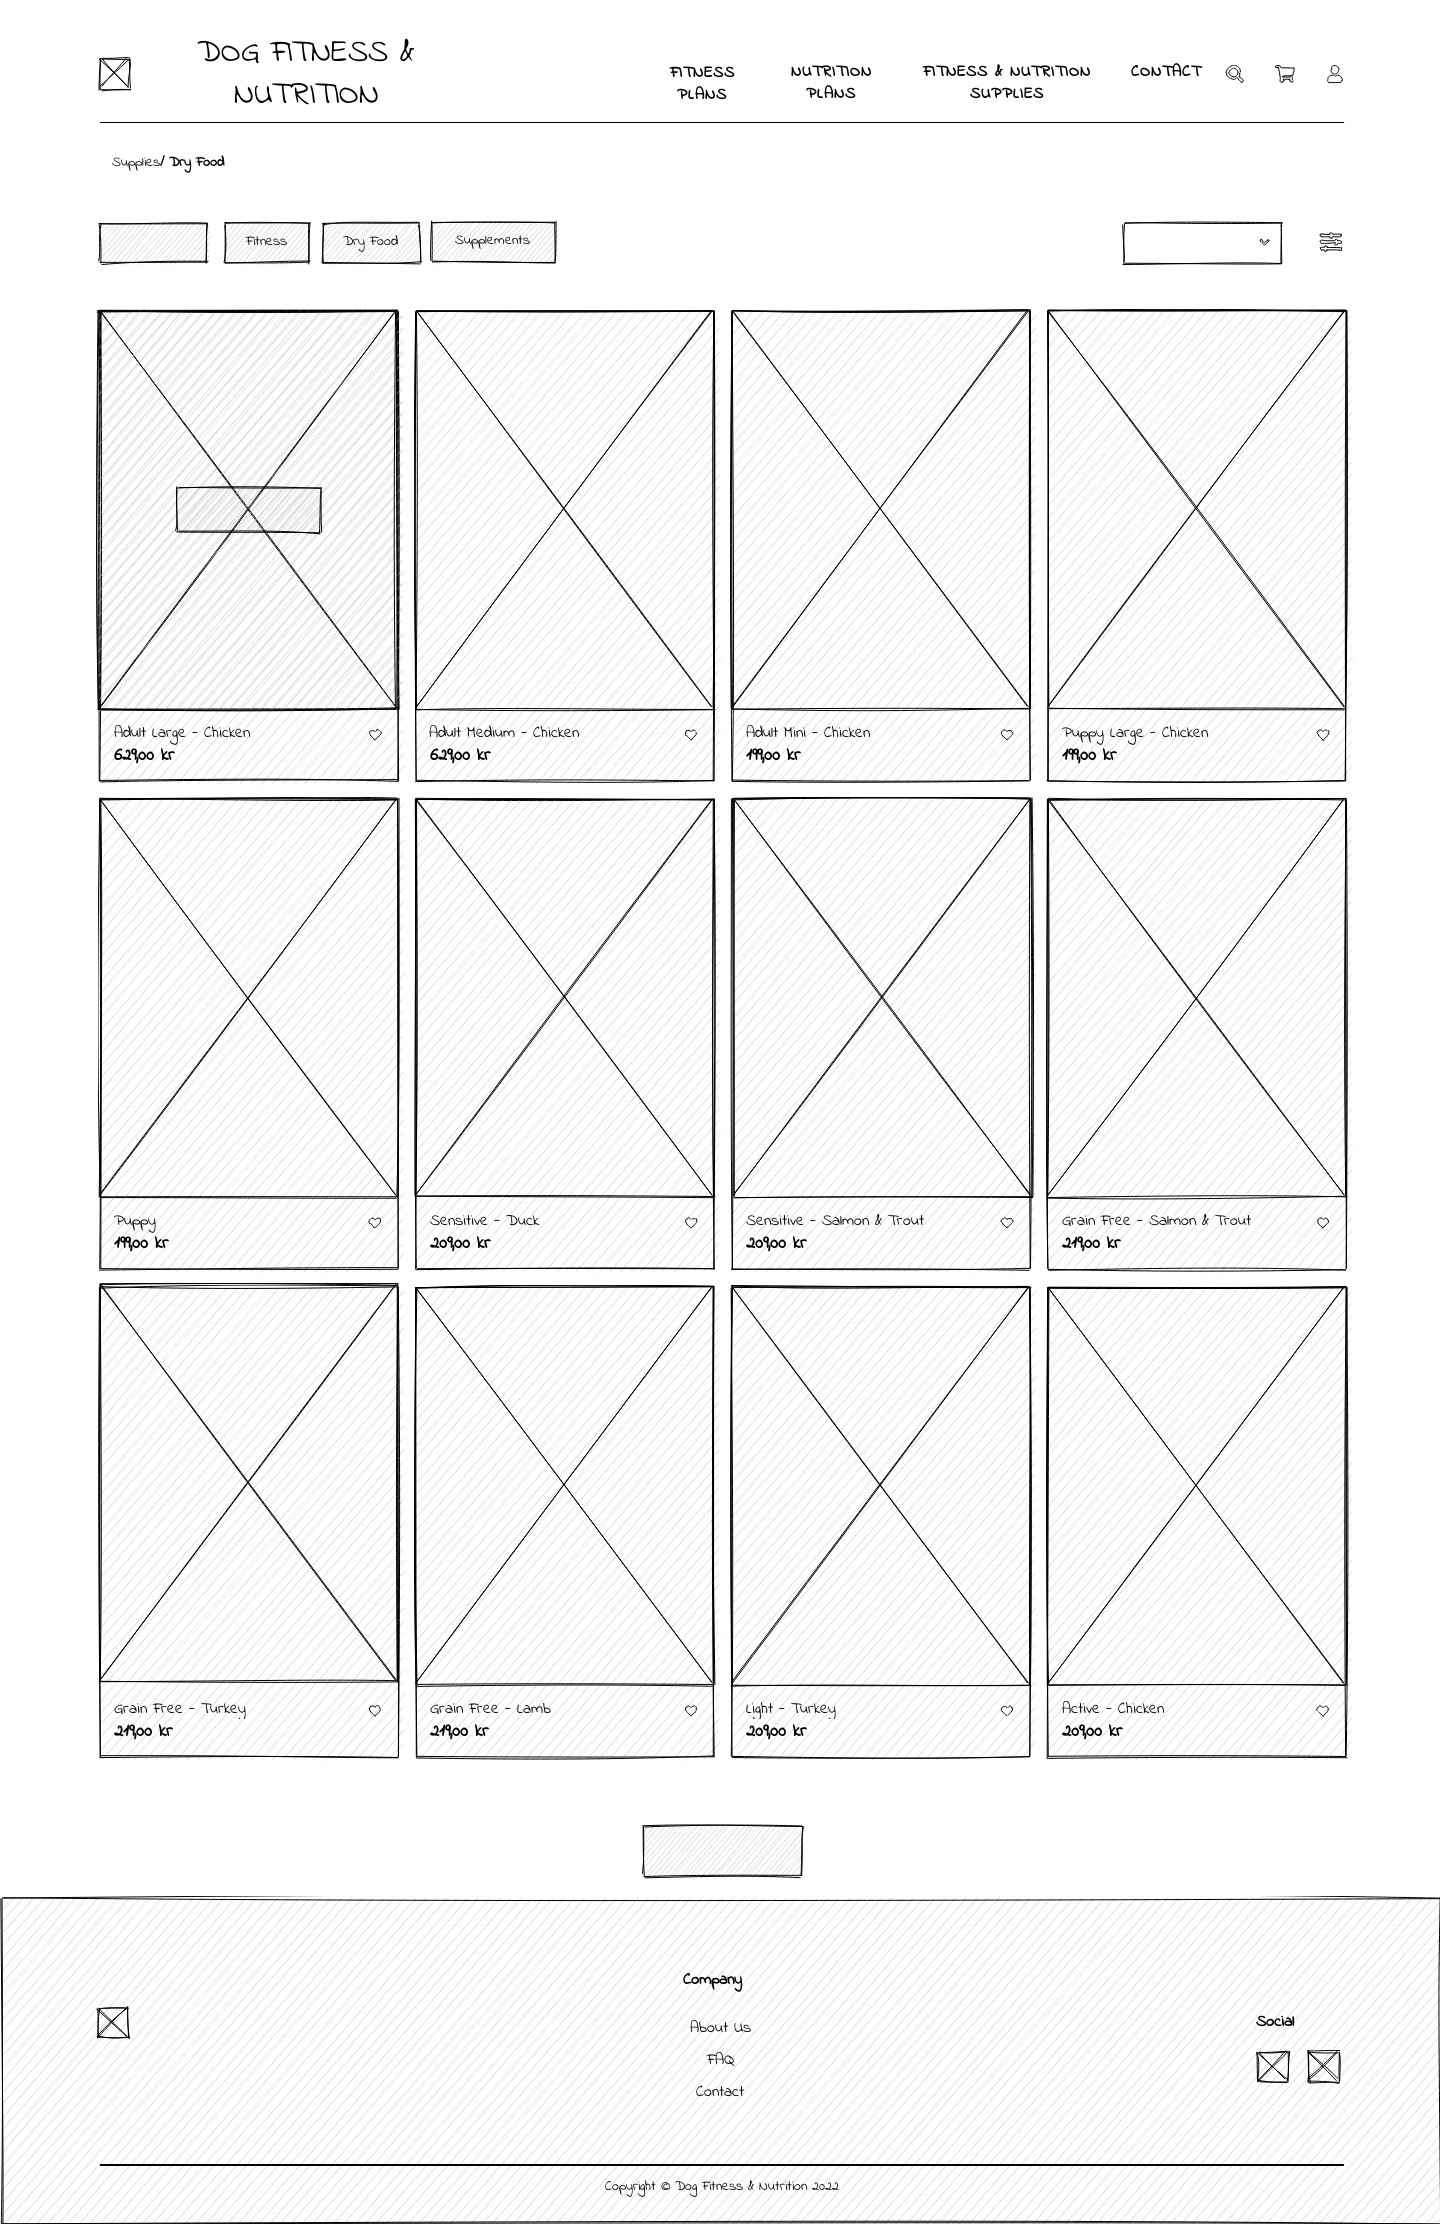 DOG FITNESS &
NUTRITION
FITNESS
PLANS
NUTRITION
PLANS
FITNESS & NUTRITION
SUPPLIES
CONTACT
Supplies/ Dry Food
Fitness
Dry Food
Supplements
Adult Large - Chicken
629,00 kr
Adult Medium - Chicken
629,00 kr
Adult Mini - Chicken
199,00 kr
Puppy Large - Chicken
199,00 kr
Puppy
199,00 kr
Sensitive - Duck
209,00 kr
Sensitive - Salmon & Trout
209,00 kr
Grain Free - Salmon & Trout
219,00 kr
Grain Free - Turkey
219,00 kr
Grain Free - Lamb
219,00 kr
Light - Turkey
209,00 kr
Active - Chicken
209,00 kr
Company
About Us
FAQ
Contact
Social
Copyright © Dog Fitness & Nutrition 2022